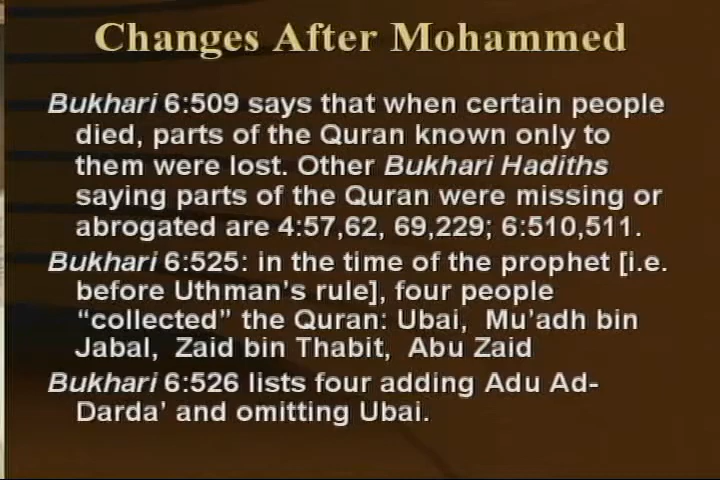 Changes After Mohammed
Bukhari 6:509 says that when certain people
died, parts of the Quran known only to
them were lost. Other Bukhari Hadiths
saying parts of the Quran were missing or
abrogated are 4:57,62, 69,229; 6:510,511.
Bukhari 6:525: in the time of the prophet [i.e.
before Uthman's rule], four people
“collected” the Quran: Ubai, Mu'adh bin
Jabal, Zaid bin Thabit, Abu Zaid
Bukhari 6:526 lists four adding Adu Ad-
Darda' and omitting Ubai.